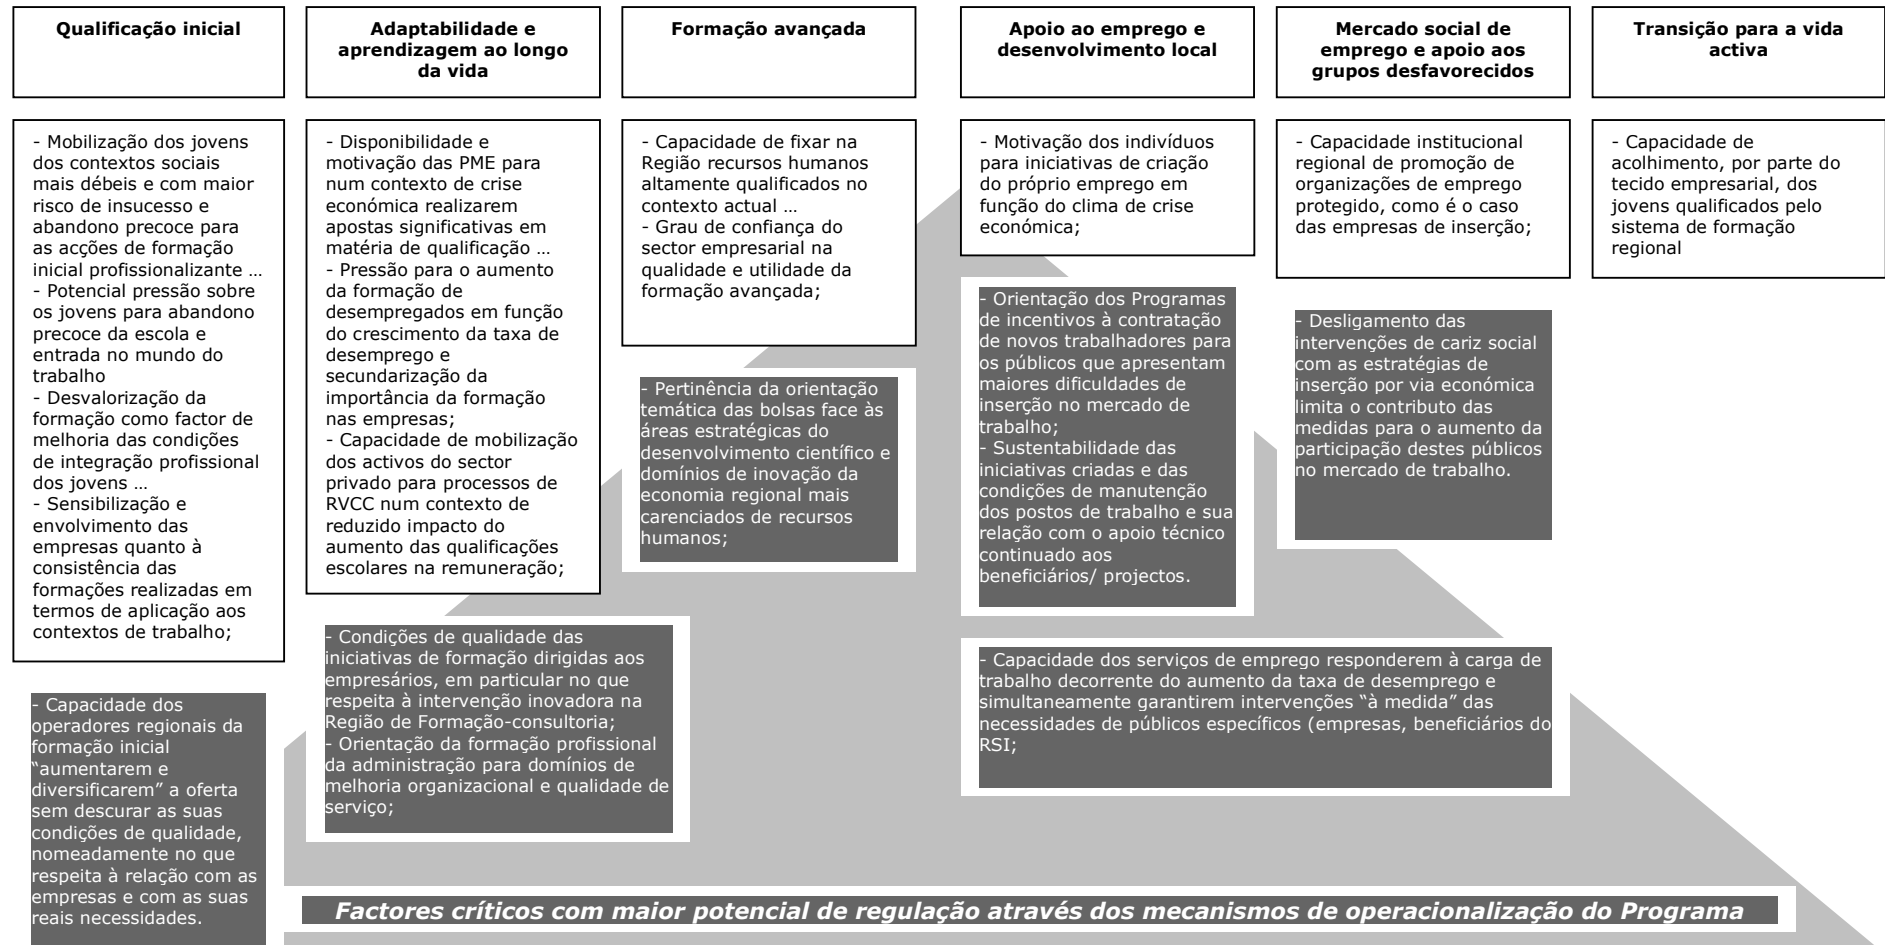 Qualificação inicial
Adaptabilidade e
aprendizagem ao longo
da vida
Formação avançada
Apoio ao emprego e
desenvolvimento local
Mercado social de
emprego e apoio aos
grupos desfavorecidos
Transição para a vida
activa
- Mobilização dos jovens
dos contextos sociais
mais débeis e com maior
risco de insucesso e
abandono precoce para
as acções de formação
inicial profissionalizante ...
- Potencial pressão sobre
os jovens para abandono
precoce da escola e
entrada no mundo do
trabalho
- Desvalorização da
formação como factor de
melhoria das condições
de integração profissional
dos jovens ...
- Sensibilização e
envolvimento das
empresas quanto à
consistência das
formações realizadas em
termos de aplicação aos
contextos de trabalho;
- Capacidade dos
operadores regionais da
formação inicial
“aumentarem e
diversificarem” a oferta
sem descurar as suas
condições de qualidade,
nomeadamente no que
respeita à relação com as
empresas e com as suas
reais necessidades.
- Disponibilidade e
motivação das PME para
num contexto de crise
económica realizarem
apostas significativas em
matéria de qualificação ...
- Pressão para o aumento
da formação de
desempregados em função
do crescimento da taxa de
desemprego e
secundarização da
importância da formação
nas empresas;
- Capacidade de mobilização
dos activos do sector
privado para processos de
RVCC num contexto de
reduzido impacto do
aumento das qualificações
escolares na remuneração;
- Condições de qualidade das
iniciativas de formação dirigidas aos
empresários, em particular no que
respeita à intervenção inovadora na
Região de Formação-consultoria;
- Orientação da formação profissional
da administração para domínios de
melhoria organizacional e qualidade de
serviço;
- Capacidade de fixar na
Região recursos humanos
altamente qualificados no
contexto actual ...
- Grau de confiança do
sector empresarial na
qualidade e utilidade da
formação avançada;
- Pertinência da orientação
temática das bolsas face às
áreas estratégicas do
desenvolvimento científico e
domínios de inovação da
economia regional mais
carenciados de recursos
humanos;
- Motivação dos indivíduos
para iniciativas de criação
do próprio emprego em
função do clima de crise
económica;
- Orientação dos Programas
de incentivos à contratação
de novos trabalhadores para
os públicos que apresentam
maiores dificuldades de
inserção no mercado de
trabalho;
- Sustentabilidade das
iniciativas criadas e das
condições de manutenção
dos postos de trabalho e sua
relação com o apoio técnico
continuado aos
beneficiários/ projectos.
- Capacidade institucional
regional de promoção de
organizações de emprego
protegido, como é o caso
das empresas de inserção;
- Desligamento das
intervenções de cariz social
com as estratégias de
inserção por via económica
limita o contributo das
medidas para o aumento da
participação destes públicos
no mercado de trabalho.
- Capacidade de
acolhimento, por parte do
tecido empresarial, dos
jovens qualificados pelo
sistema de formação
regional
- Capacidade dos serviços de emprego responderem à carga de
trabalho decorrente do aumento da taxa de desemprego e
simultaneamente garantirem intervenções “à medida” das
necessidades de públicos específicos (empresas, beneficiários do
RSI;
Factores críticos com maior potencial de regulação através dos mecanismos de operacionalização do Programa